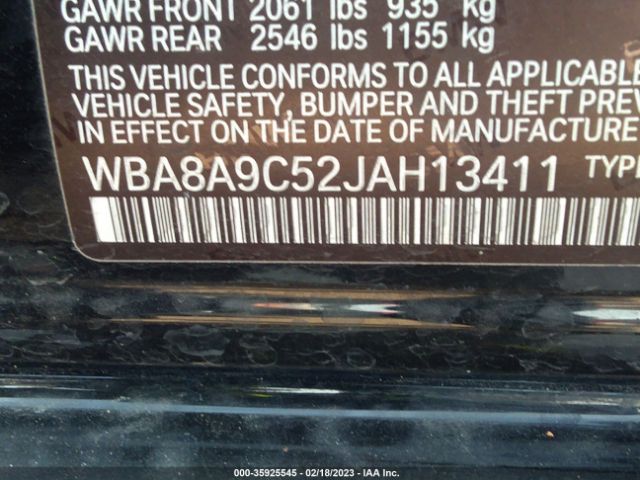 GAWR FRONT 2061 lbs 935 kg
GAWR REAR 2546 lbs 1155 kg
THIS VEHICLE CONFORMS TO ALL APPLICABLE
VEHICLE SAFETY, BUMPER AND THEFT PREV
IN EFFECT ON THE DATE OF MANUFACTURE
WBA8A9C52JAH13411 TYP
000-35925545 - 02/18/2023 - IAA Inc.